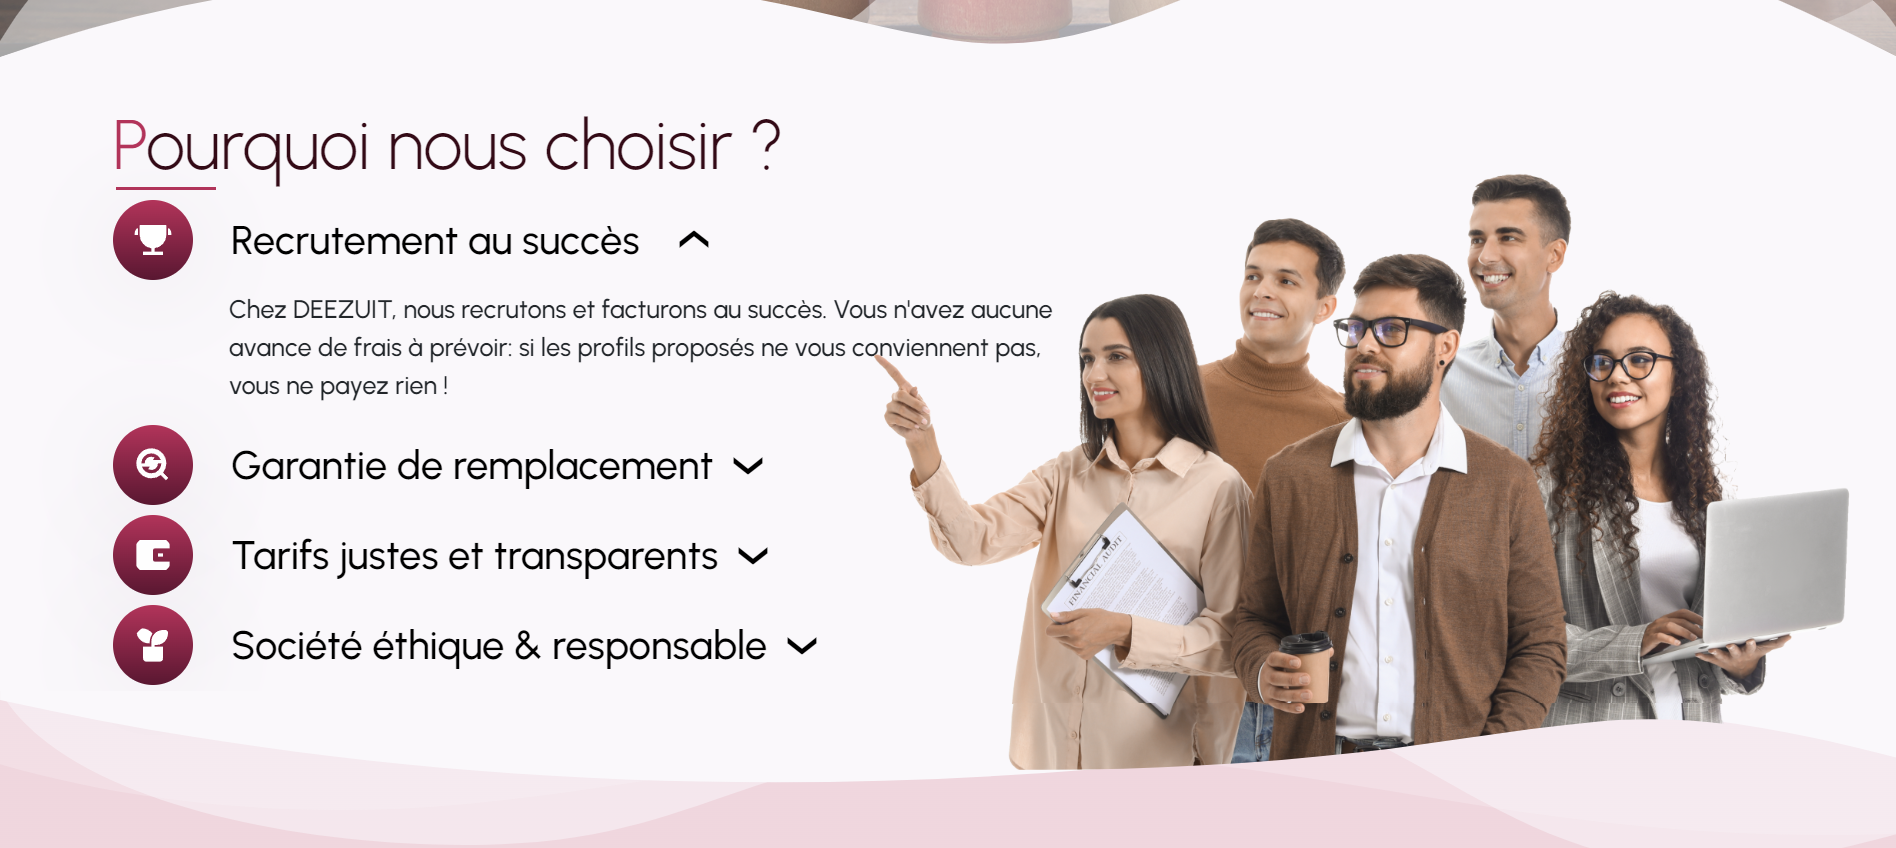 Pourquoi nous choisir ?
Recrutement au succès
Chez DEEZUIT, nous recrutons et facturons au succès. Vous n'avez aucune
avance de frais à prévoir: si les profils proposés ne vous conviennent pas,
vous ne payez rien !
Garantie de remplacement
Tarifs justes et transparents
Société éthique & responsable
FINANCIAL AUDIT